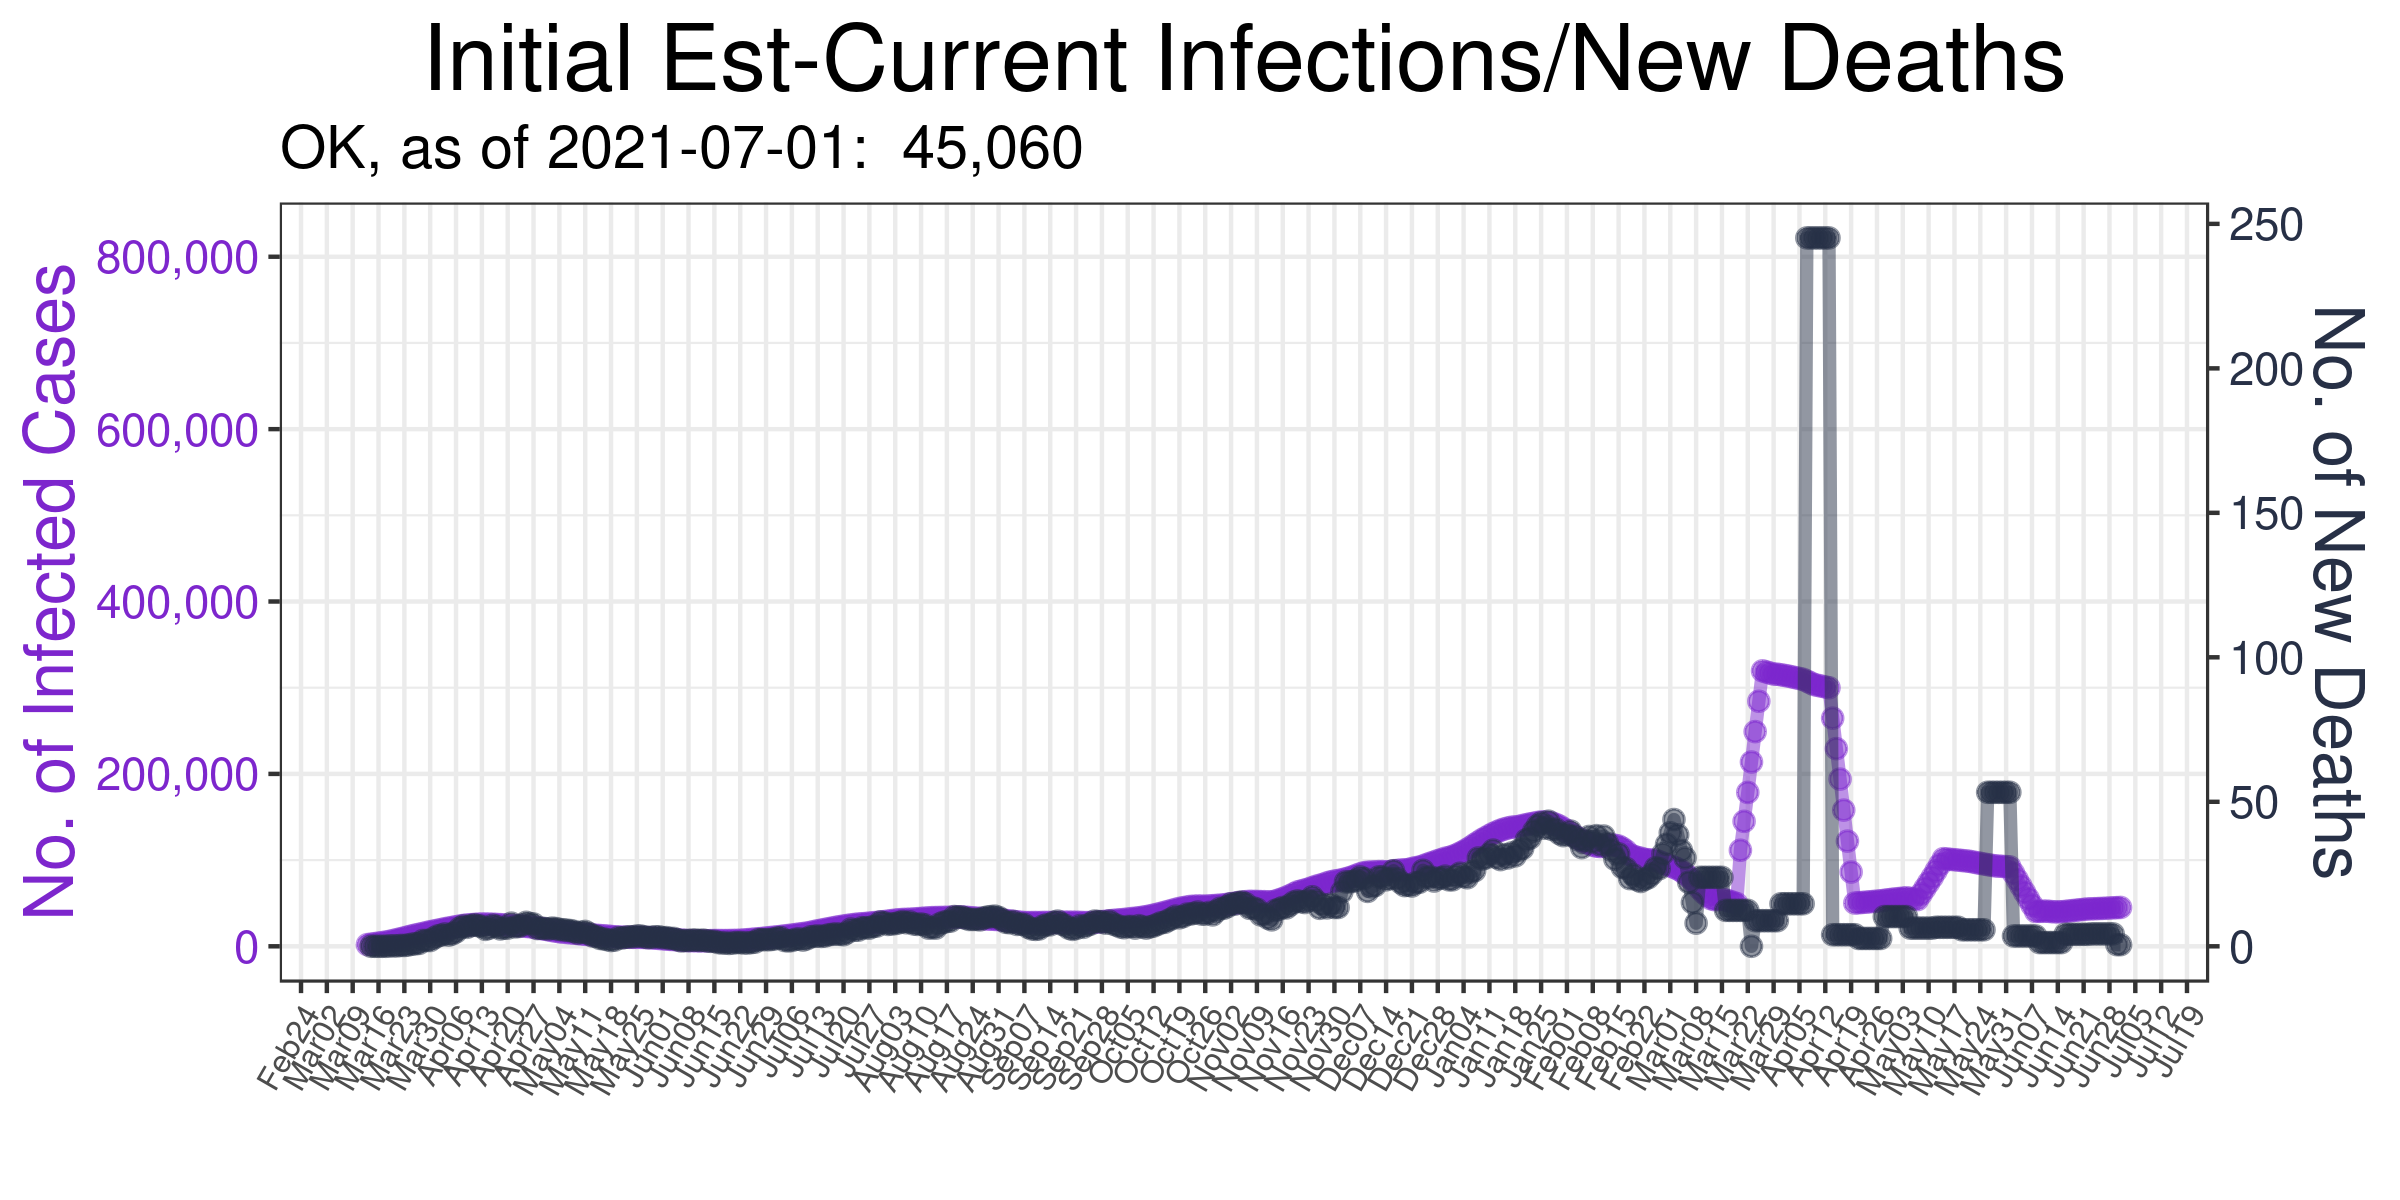 Initial Est-Current Infections/New Deaths
OK, as of 2021-07-01:  45,060
No. of Infected Cases
800,000
600,000
400,000
200,000
0
250
200
150
100
50
0
No. of New Deaths
Feb24
Mar02
Mar09
Mar16
Mar23
Mar30
Apr06
Apr13
Apr20
Apr27
May04
May11
May18
May25
Jun01
Jun08
Jun15
Jun22
Jun29
Jul06
Jul13
Jul20
Jul27
Aug03
Aug10
Aug17
Aug24
Aug31
Sep07
Sep14
Sep21
Sep28
Oct05
Oct12
Oct19
Oct26
Nov02
Nov09
Nov16
Nov23
Nov30
Dec07
Dec14
Dec21
Dec28
Jan04
Jan11
Jan18
Jan25
Feb01
Feb08
Feb15
Feb22
Mar01
Mar08
Mar15
Mar22
Mar29
Apr05
Apr12
Apr19
Apr26
May03
May10
May17
May24
May31
Jun07
Jun14
Jun21
Jun28
Jul05
Jul12
Jul19